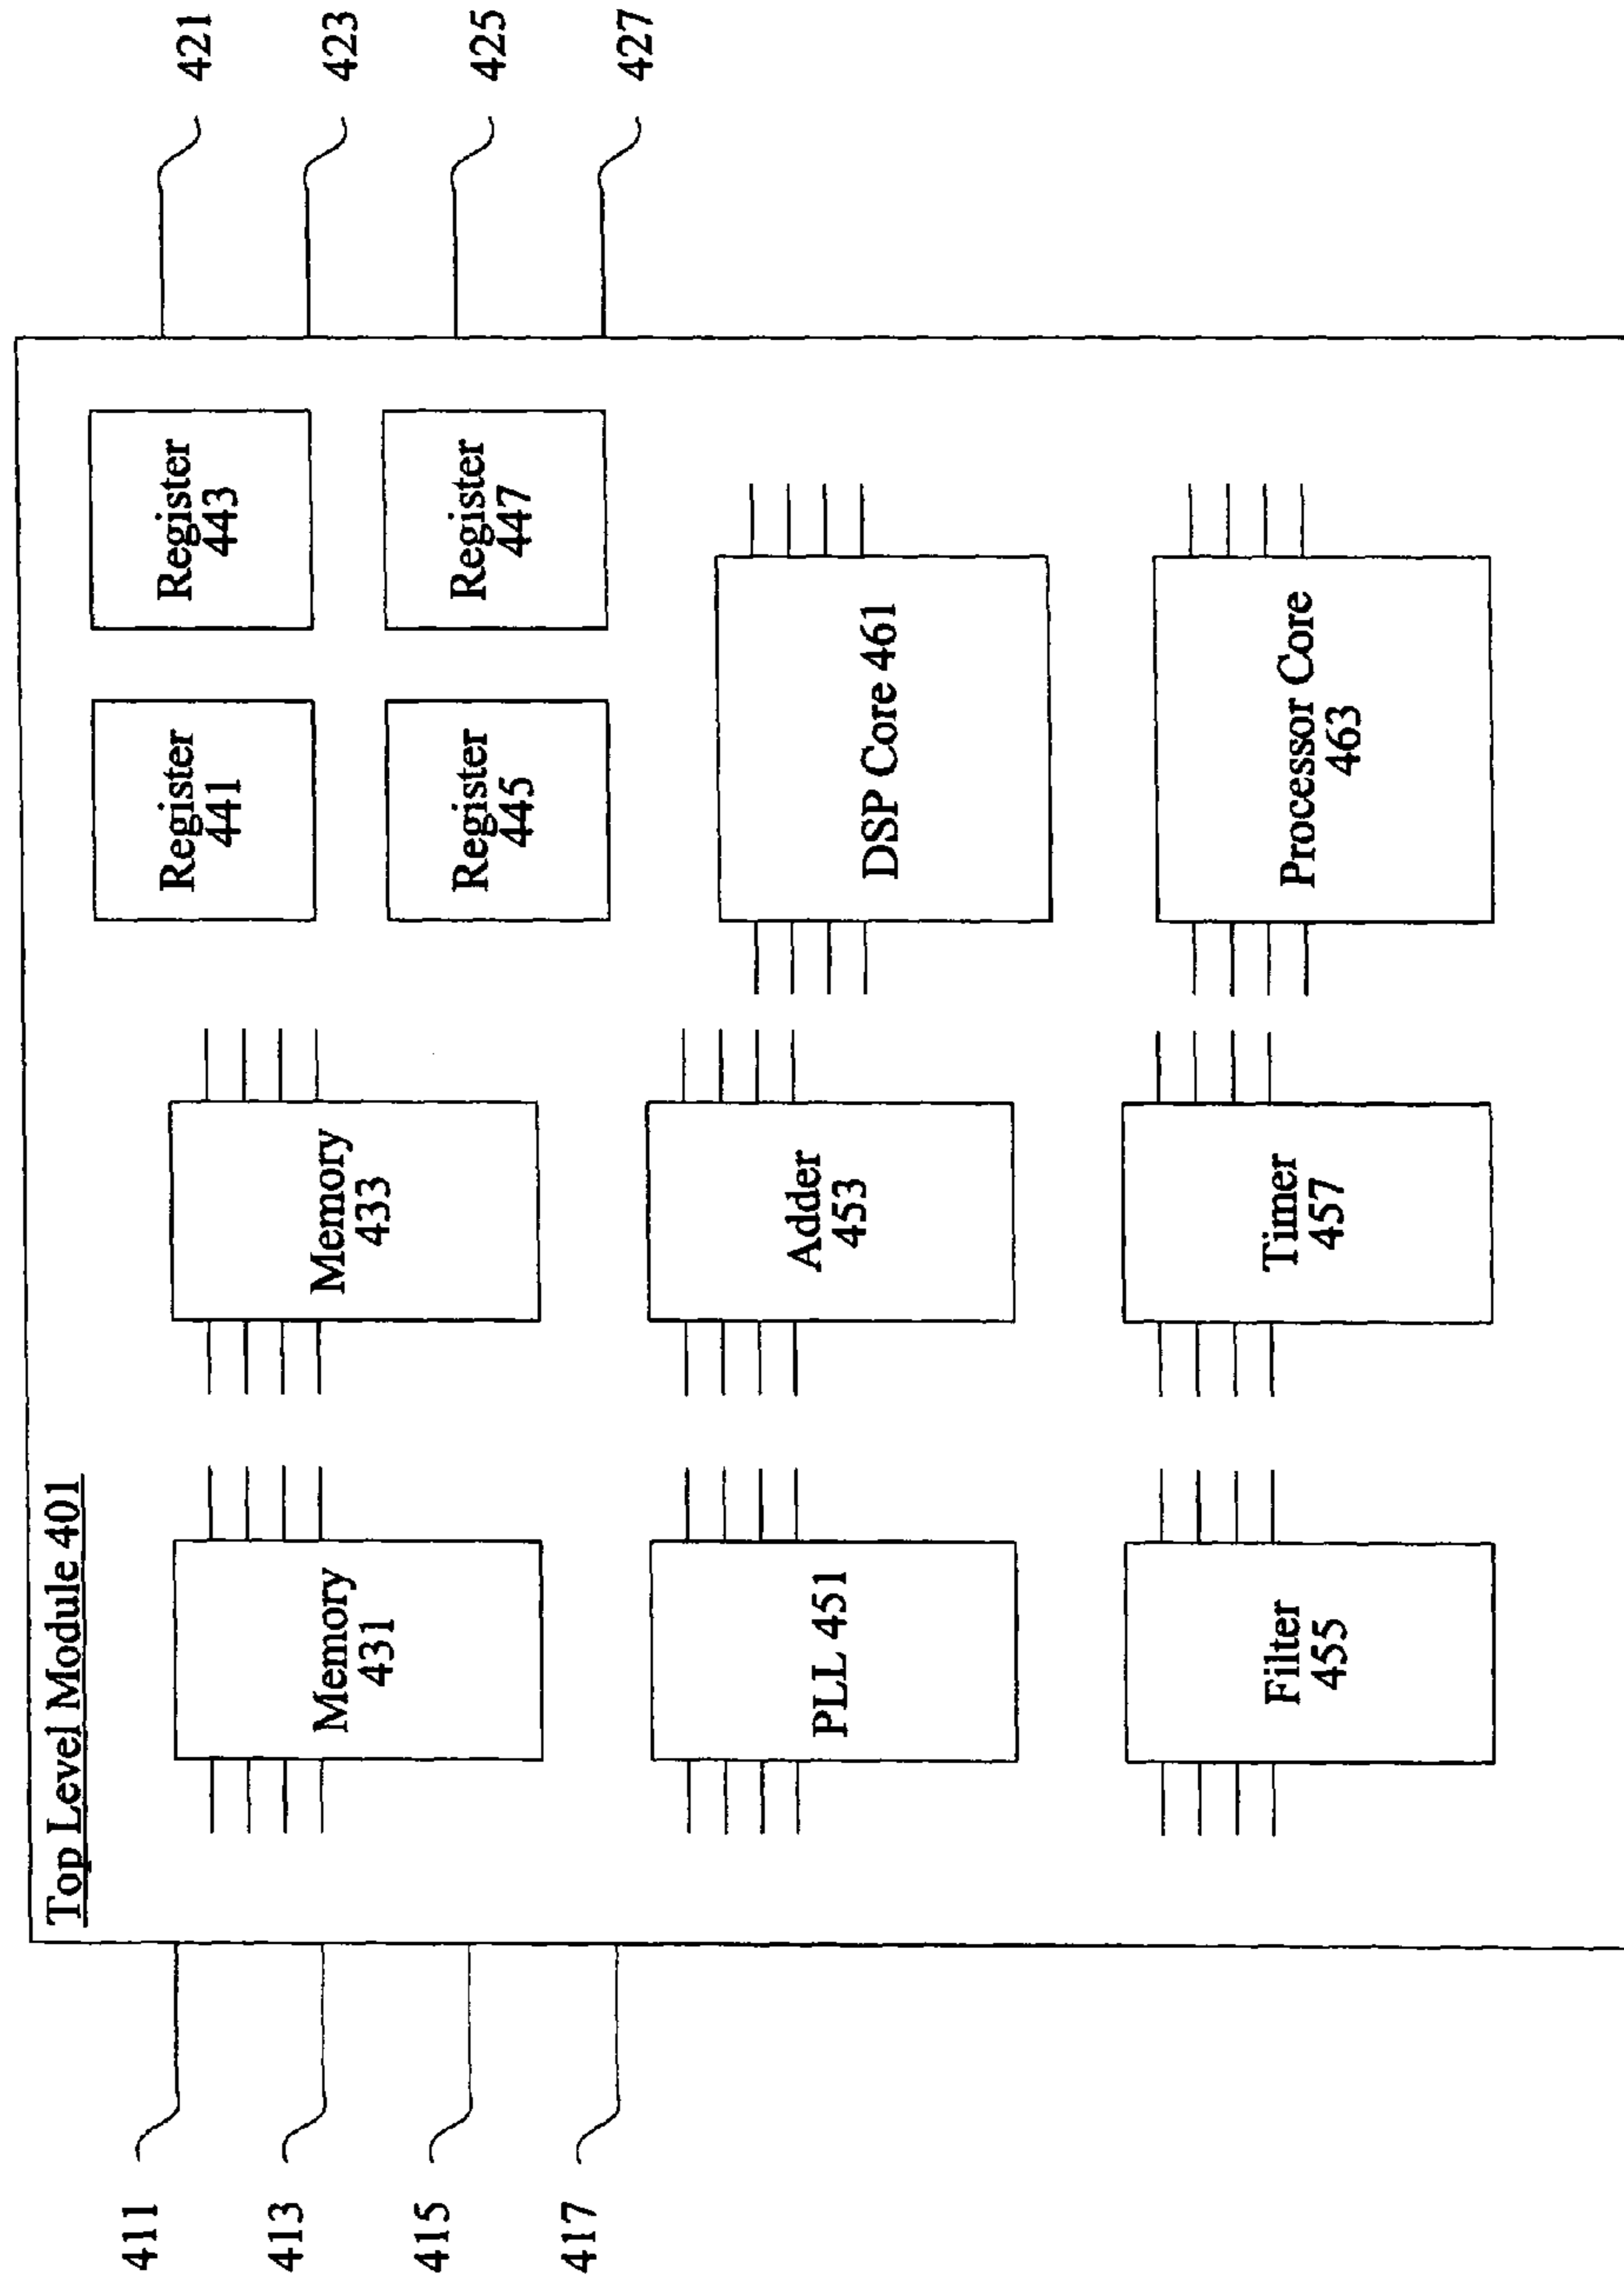 Top Level Module 401
411
413
415
417
Memory
431
Memory
433
Register
441
Register
443
Register
445
Register
447
PLL 451
Adder
453
DSP Core 461
Filter
455
Timer
457
Processor Core
463
421
423
425
427